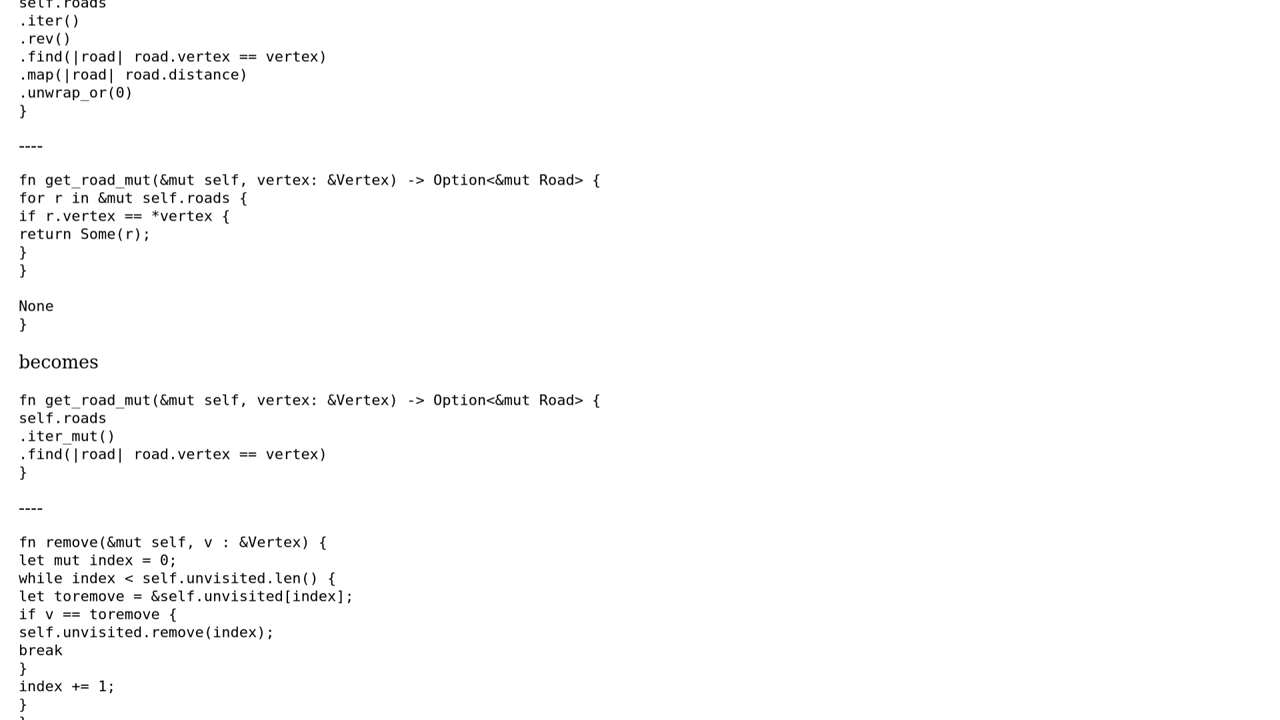 self.roads
.iter()
.rev()
.find(|road| road.vertex == vertex)
.map(|road| road.distance)
.unwrap_or(0)
}
----
fn get_road_mut(&mut self, vertex: &Vertex) -> Option<&mut Road> {
for r in &mut self.roads {
if r.vertex == *vertex {
return Some(r);
}
}
None
}
becomes
fn get_road_mut(&mut self, vertex: &Vertex) -> Option<&mut Road> {
self.roads
.iter_mut()
.find(|road| road.vertex == vertex)
}
----
fn remove(&mut self, v : &Vertex) {
let mut index = 0;
while index < self.unvisited.len() {
let toremove = &self.unvisited[index];
if v == toremove {
self.unvisited.remove(index);
break
}
index += 1;
}
}